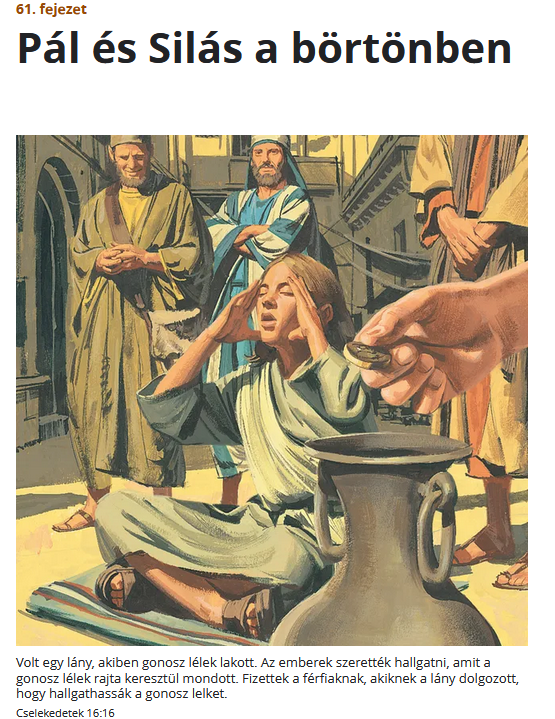 61. fejezet
Pál és Silás a börtönben
Volt egy lány, akiben gonosz lélek lakott. Az emberek szerették hallgatni, amit a
gonosz lélek rajta keresztül mondott. Fizettek a férfiaknak, akiknek a lány dolgozott,
hogy hallgathassák a gonosz lelket.
Cselekedetek 16:16